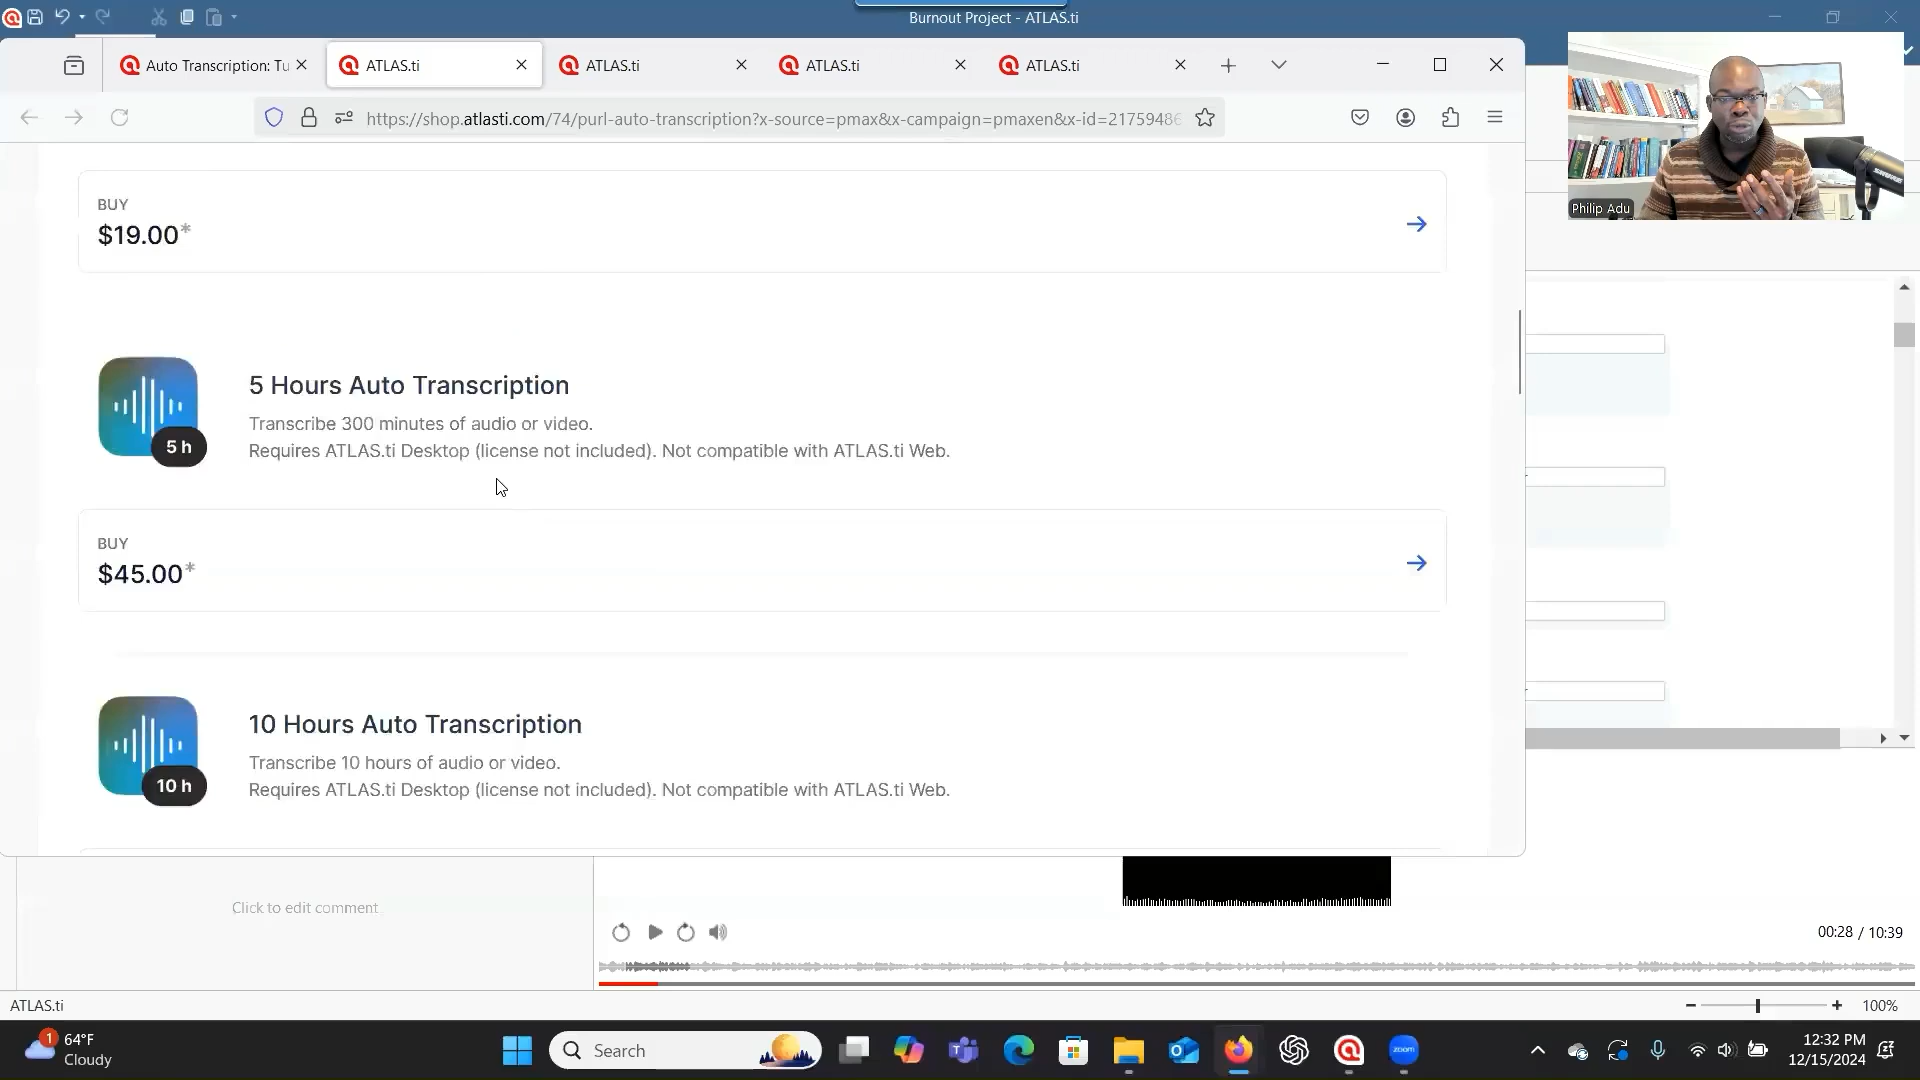 Burnout Project - ATLAS.ti
Auto Transcription: Tu
ATLAS.ti
ATLAS.ti
ATLAS.ti
ATLAS.ti
https://shop.atlasti.com/74/purl-auto-transcription?x-source=pmax&x-campaign=pmaxen&x-id=2175948
Philip Adu
BUY
$19.00*
5 h
5 Hours Auto Transcription
Transcribe 300 minutes of audio or video.
Requires ATLAS.ti Desktop (license not included). Not compatible with ATLAS.ti Web.
BUY
$45.00*
10 h
10 Hours Auto Transcription
Transcribe 10 hours of audio or video.
Requires ATLAS.ti Desktop (license not included). Not compatible with ATLAS.ti Web.
Click to edit comment
00:28 / 10:39
ATLAS.ti
100%
1
64°F
Cloudy
Search
zoom
12:32 PM
12/15/2024